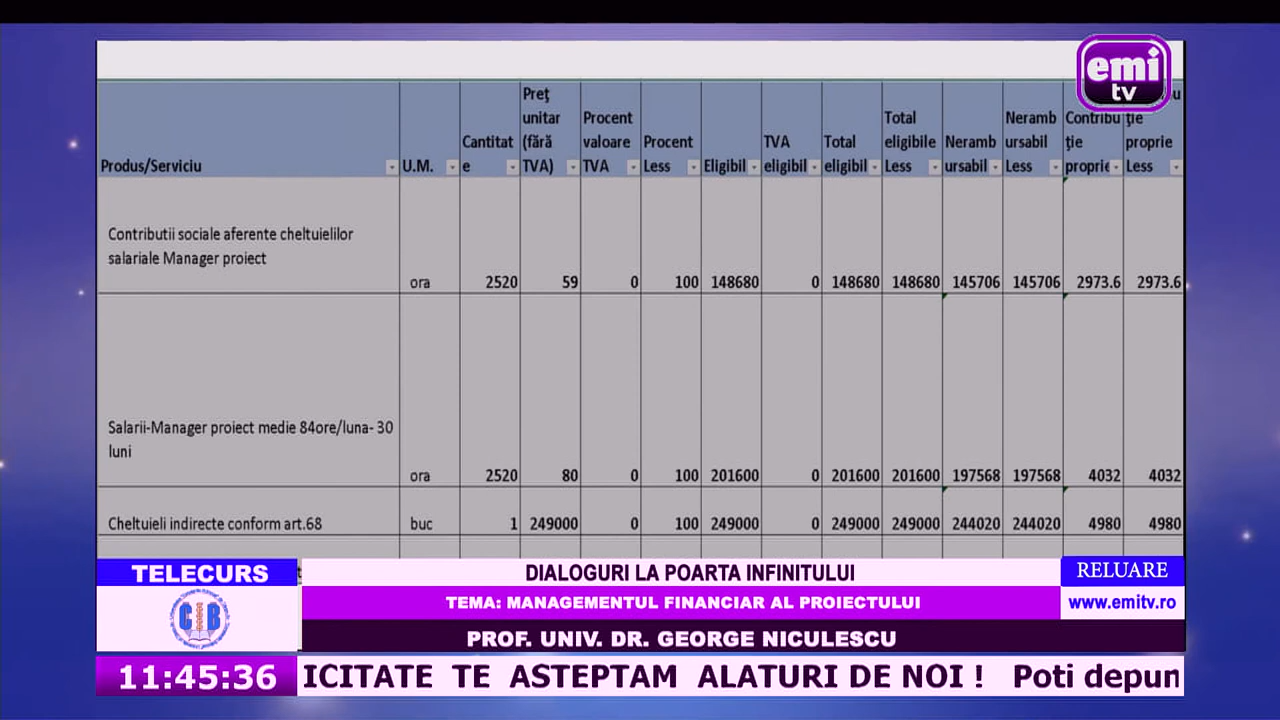 emi
tv
Produs/Serviciu U.M. Cantitat e Preţ unitar (fără TVA) Procent valoare TVA Procent Less Eligibil TVA eligibil Total eligibil Total eligibile Less Neramb ursabil Neramb ursabil Less Contribu ţie proprie ţie proprie Less
Contributii sociale aferente cheltuielilor
salariale Manager proiect
ora 2520 59 0 100 148680 0 148680 148680 145706 145706 2973.6 2973.6
Salarii-Manager proiect medie 84ore/luna- 30
luni
ora 2520 80 0 100 201600 0 201600 201600 197568 197568 4032 4032
Cheltuieli indirecte conform art.68 buc 1 249000 0 100 249000 0 249000 249000 244020 244020 4980 4980
TELECURS
DIALOGURI LA POARTA INFINITULUI
RELUARE
CIB
TEMA: MANAGEMENTUL FINANCIAR AL PROIECTULUI
www.emitv.ro
PROF. UNIV. DR. GEORGE NICULESCU
11:45:36 ICITATE TE ASTEPTAM ALATURI DE NOI ! Poti depun